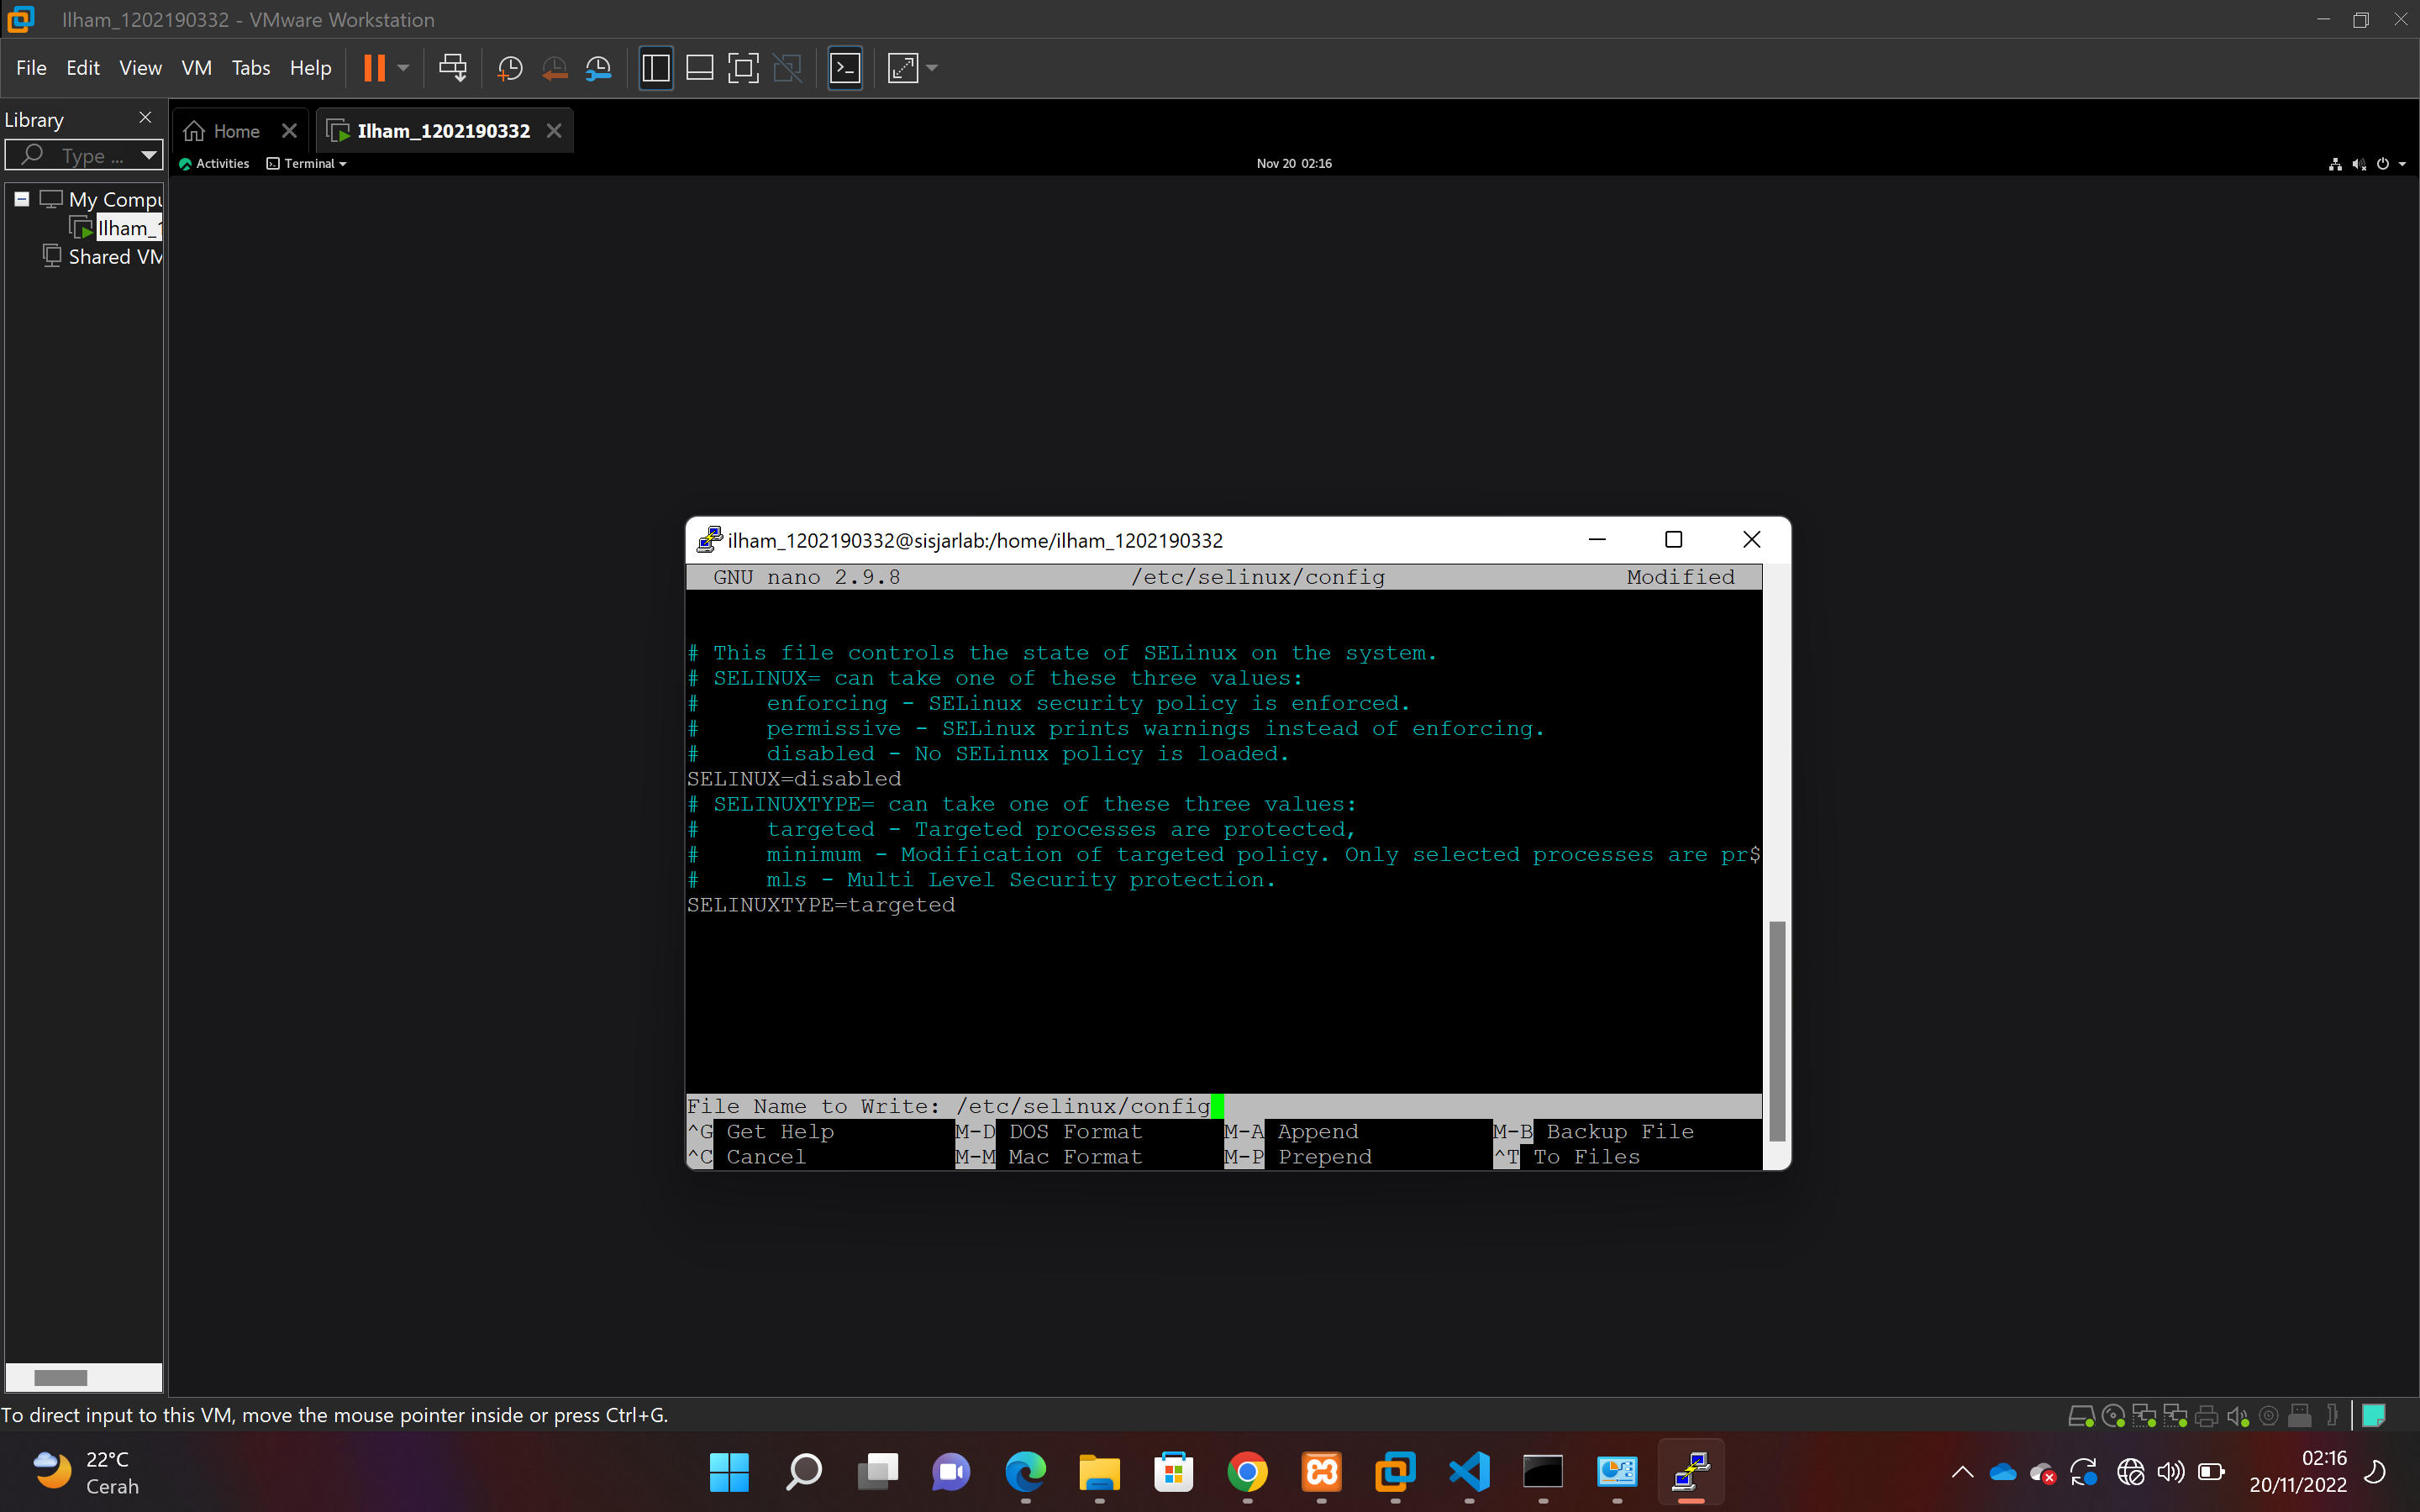 Ilham_1202190332 - VMware Workstation
File Edit View VM Tabs Help
Library
Type ...
My Compu
Ilham_1
Shared VM
Home
Ilham_1202190332
Activities Terminal Nov 20 02:16
ilham_1202190332@sisjarlab:/home/ilham_1202190332
GNU nano 2.9.8 /etc/selinux/config Modified
# This file controls the state of SELinux on the system.
# SELINUX= can take one of these three values:
# enforcing - SELinux security policy is enforced.
# permissive - SELinux prints warnings instead of enforcing.
# disabled - No SELinux policy is loaded.
SELINUX=disabled
# SELINUXTYPE= can take one of these three values:
# targeted - Targeted processes are protected,
# minimum - Modification of targeted policy. Only selected processes are pr$
# mls - Multi Level Security protection.
SELINUXTYPE=targeted
File Name to Write: /etc/selinux/config
^G Get Help M-D DOS Format M-A Append M-B Backup File
^C Cancel M-M Mac Format M-P Prepend ^T To Files
To direct input to this VM, move the mouse pointer inside or press Ctrl+G.
22°C
Cerah
02:16
20/11/2022